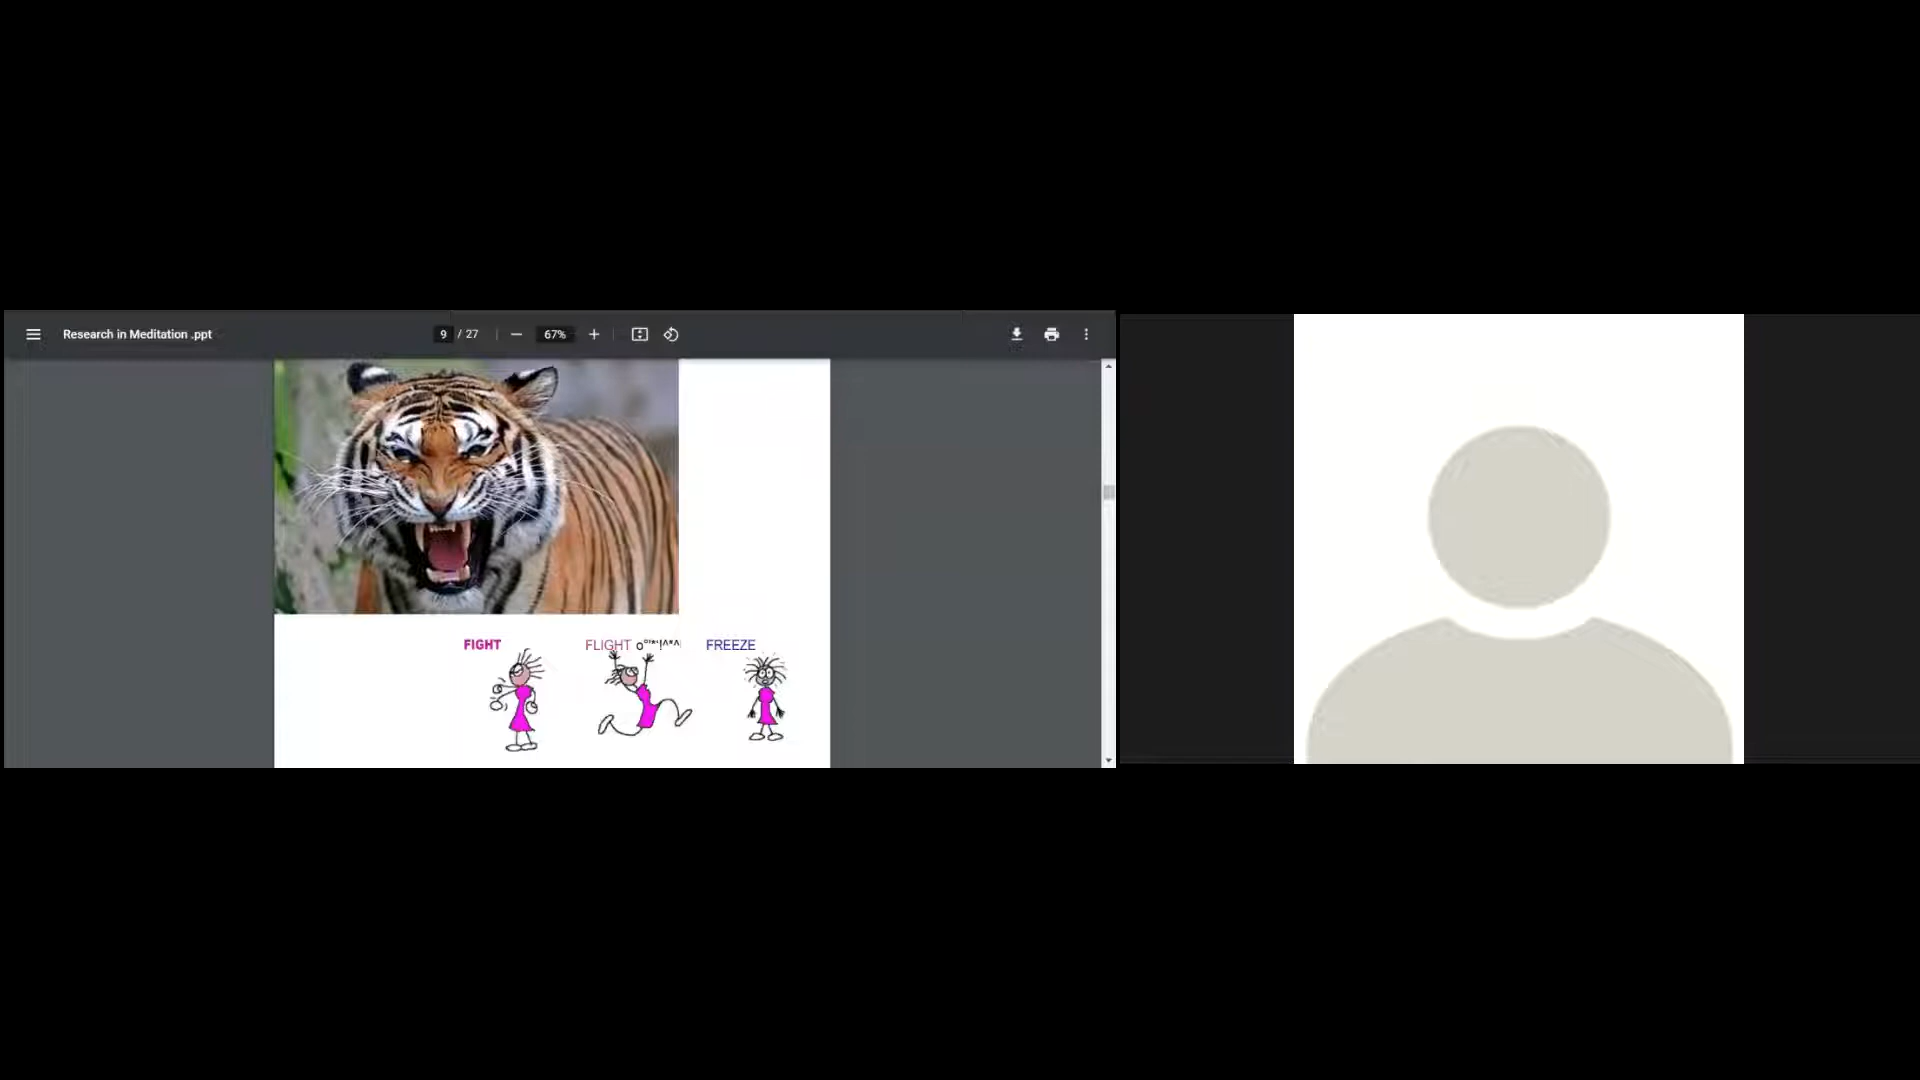 Research in Meditation .ppt
9 / 27
67%
FIGHT
FLIGHT
FREEZE